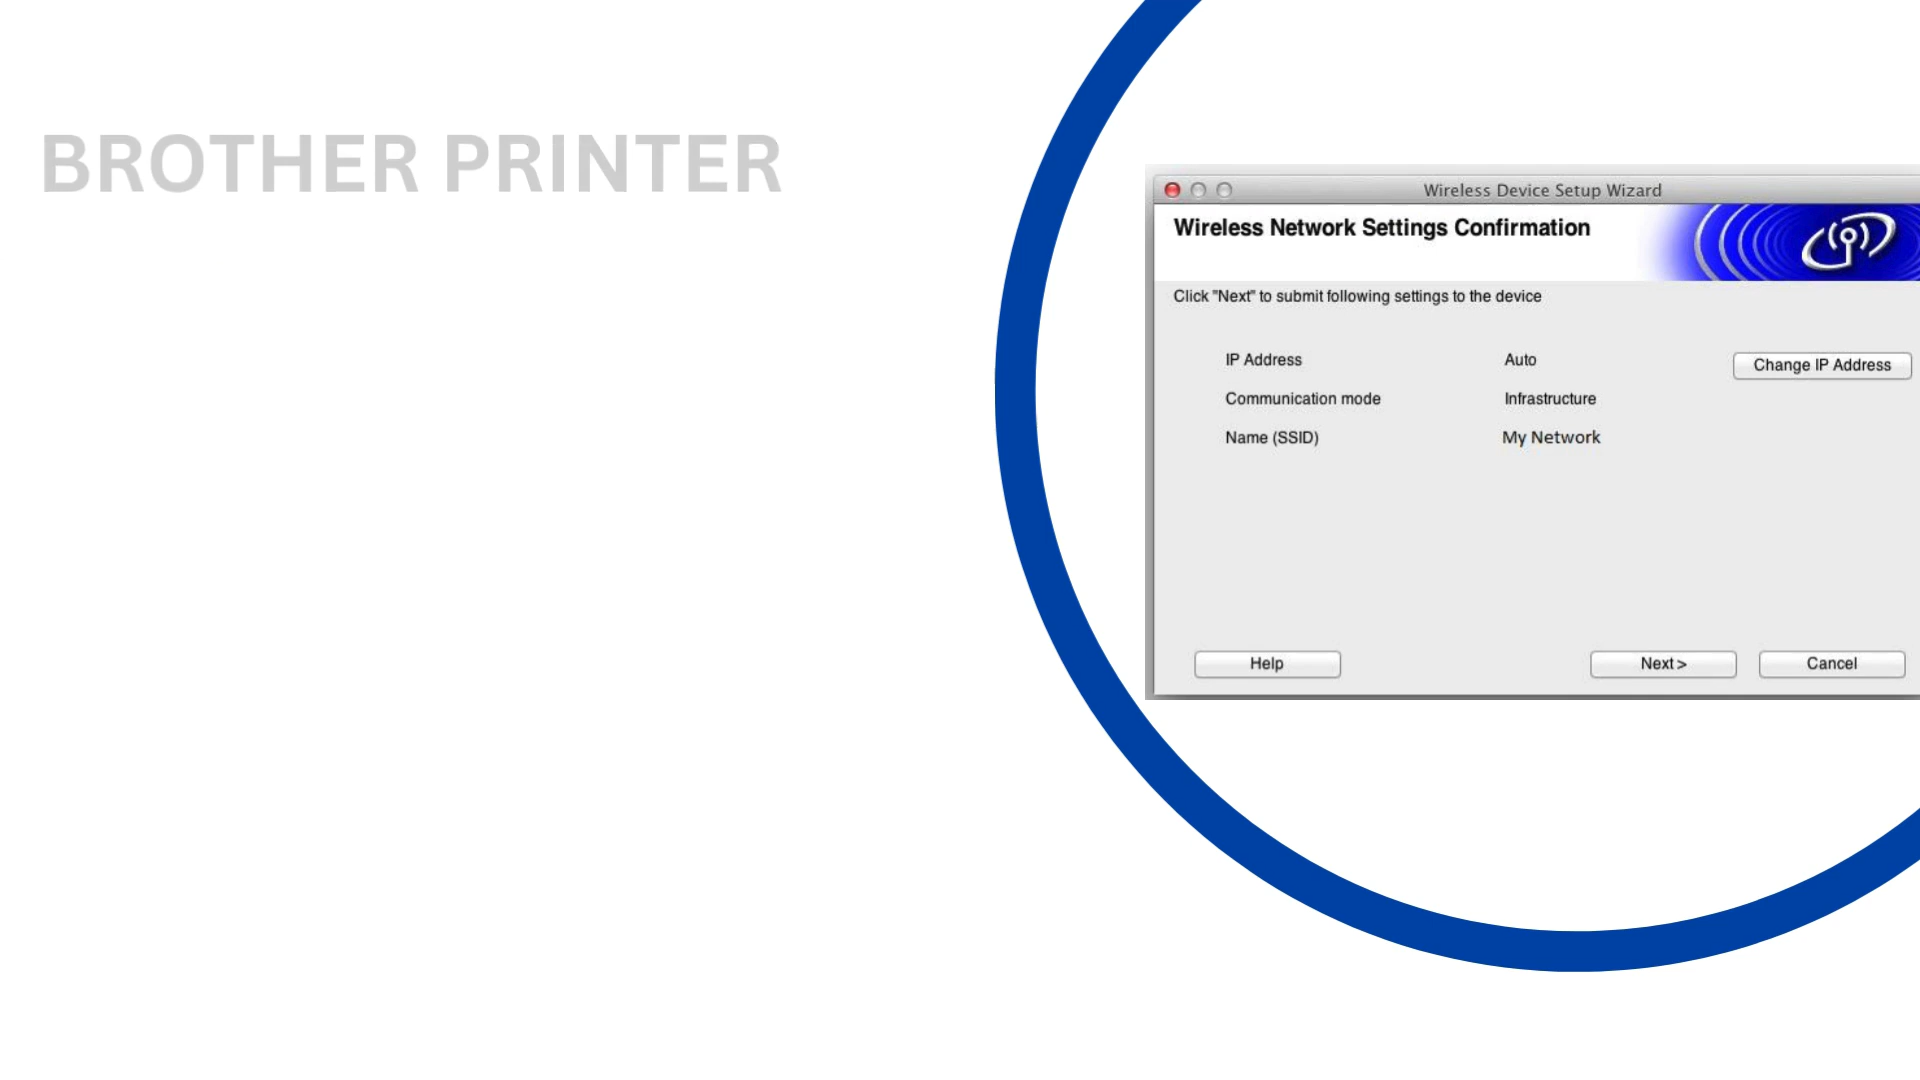 BROTHER PRINTER
Wireless Device Setup Wizard
Wireless Network Settings Confirmation
Click "Next" to submit following settings to the device
IP Address Auto Change IP Address
Communication mode Infrastructure
Name (SSID) My Network
Help Next > Cancel